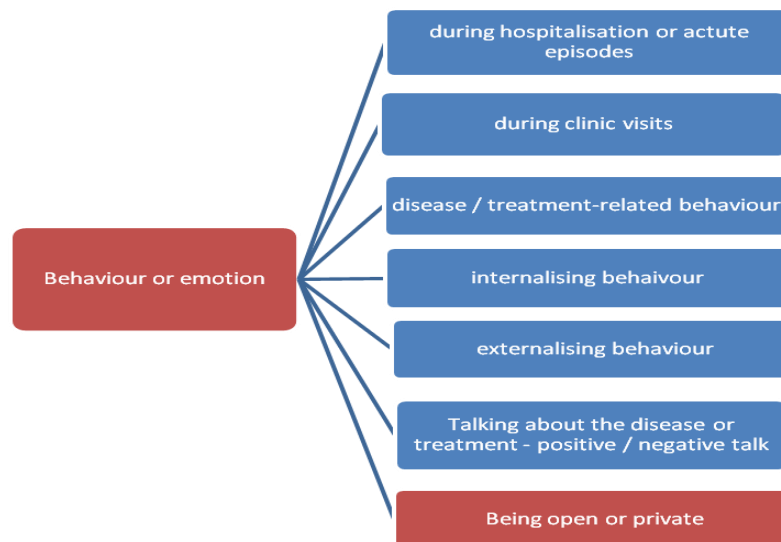 during hospitalisation or actute
episodes
during clinic visits
disease / treatment-related behaviour
Behaviour or emotion
internalising behaivour
externalising behaviour
Talking about the disease or
treatment - positive / negative talk
Being open or private